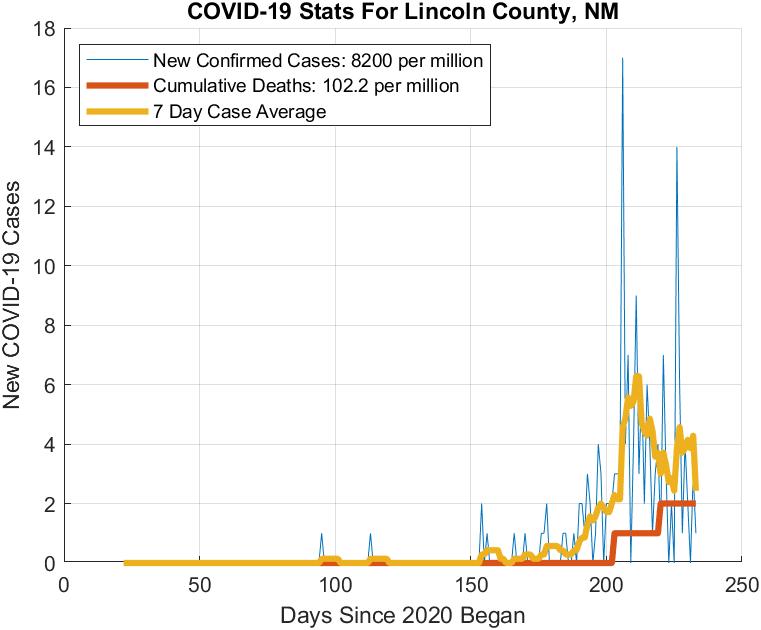 COVID-19 Stats For Lincoln County, NM
18
16
14
12
10
8
6
4
2
0
New COVID-19 Cases
New Confirmed Cases: 8200 per million
Cumulative Deaths: 102.2 per million
7 Day Case Average
0 50 100 150 200 250
Days Since 2020 Began